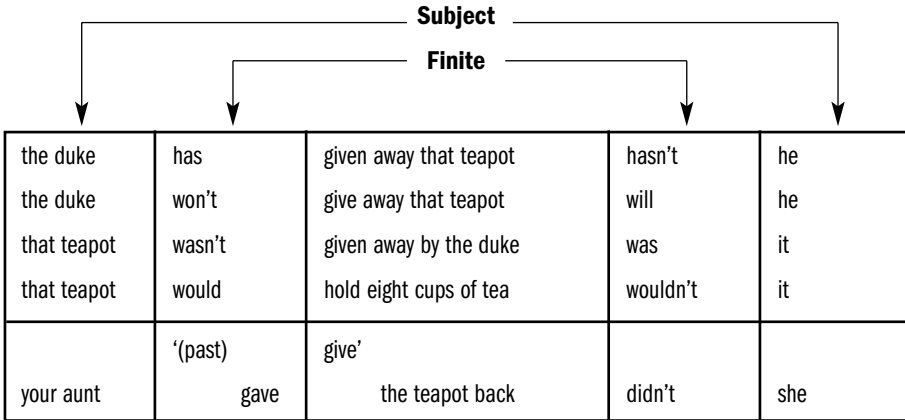 Subject
Finite
the duke has given away that teapot hasn't he
the duke won't give away that teapot will he
that teapot wasn't given away by the duke was it
that teapot would hold eight cups of tea wouldn't it
‘(past) give’
your aunt gave the teapot back didn't she